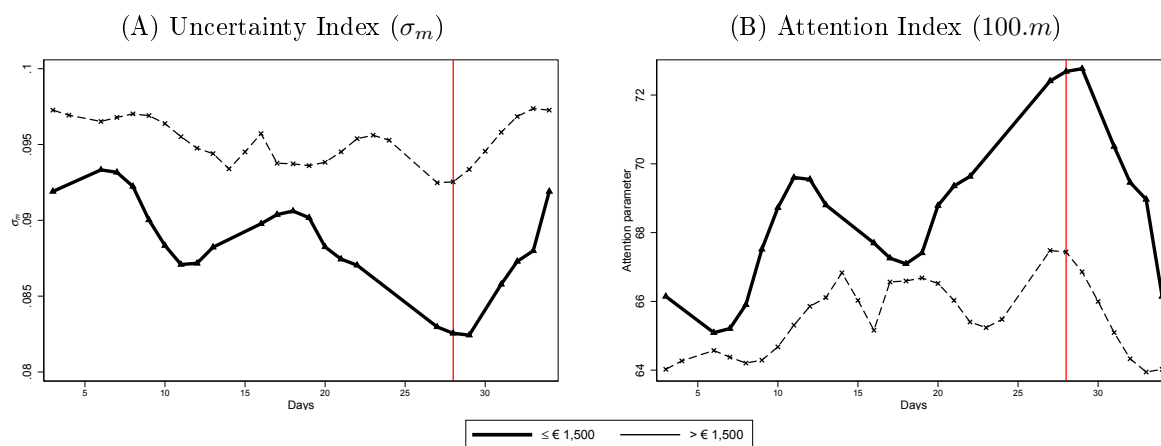 (A) Uncertainty Index (σₘ)
.1
.095
.09
.085
.08
σₘ
5 10 15 20 25 30
Days
(B) Attention Index (100.m)
72
70
68
66
64
Attention parameter
5 10 15 20 25 30
Days
≤ € 1,500 > € 1,500